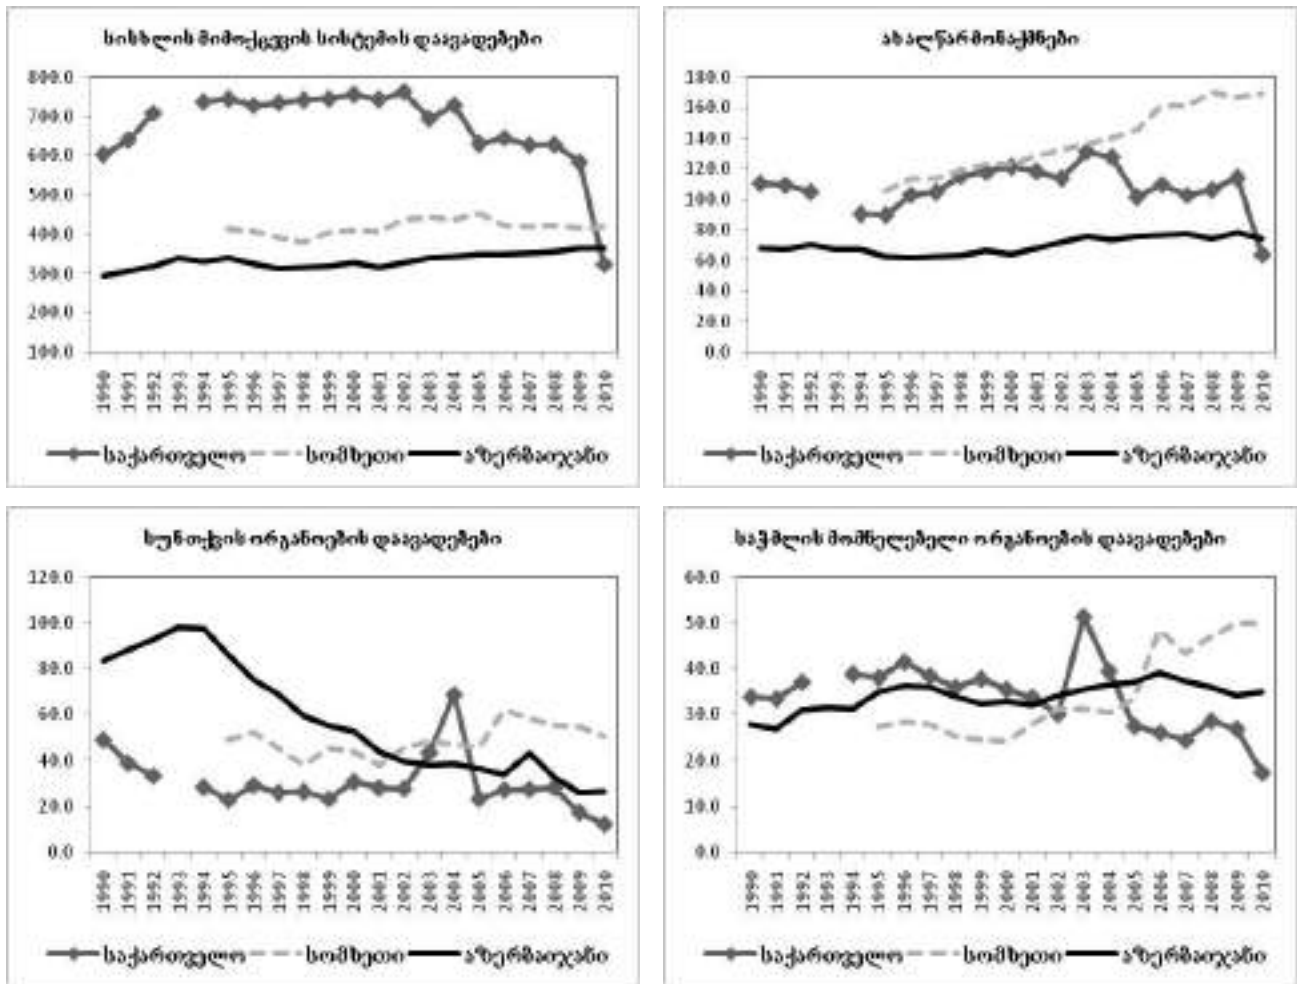 სისხლის მიმოქცევის სისტემის დაავადებები
800.0
700.0
600.0
500.0
400.0
300.0
200.0
100.0
1990 1991 1992 1993 1994 1995 1996 1997 1998 1999 2000 2001 2002 2003 2004 2005 2006 2007 2008 2009 2010
საქართველო სომხეთი აზერბაიჯანი
ახალწარმონაქმნები
180.0
160.0
140.0
120.0
100.0
80.0
60.0
40.0
20.0
0.0
1990 1991 1992 1993 1994 1995 1996 1997 1998 1999 2000 2001 2002 2003 2004 2005 2006 2007 2008 2009 2010
საქართველო სომხეთი აზერბაიჯანი
სუნთქვის ორგანოების დაავადებები
120.0
100.0
80.0
60.0
40.0
20.0
0.0
1990 1991 1992 1993 1994 1995 1996 1997 1998 1999 2000 2001 2002 2003 2004 2005 2006 2007 2008 2009 2010
საქართველო სომხეთი აზერბაიჯანი
საჭმლის მომნელებელი ორგანოების დაავადებები
60.0
50.0
40.0
30.0
20.0
10.0
0.0
1990 1991 1992 1993 1994 1995 1996 1997 1998 1999 2000 2001 2002 2003 2004 2005 2006 2007 2008 2009 2010
საქართველო სომხეთი აზერბაიჯანი